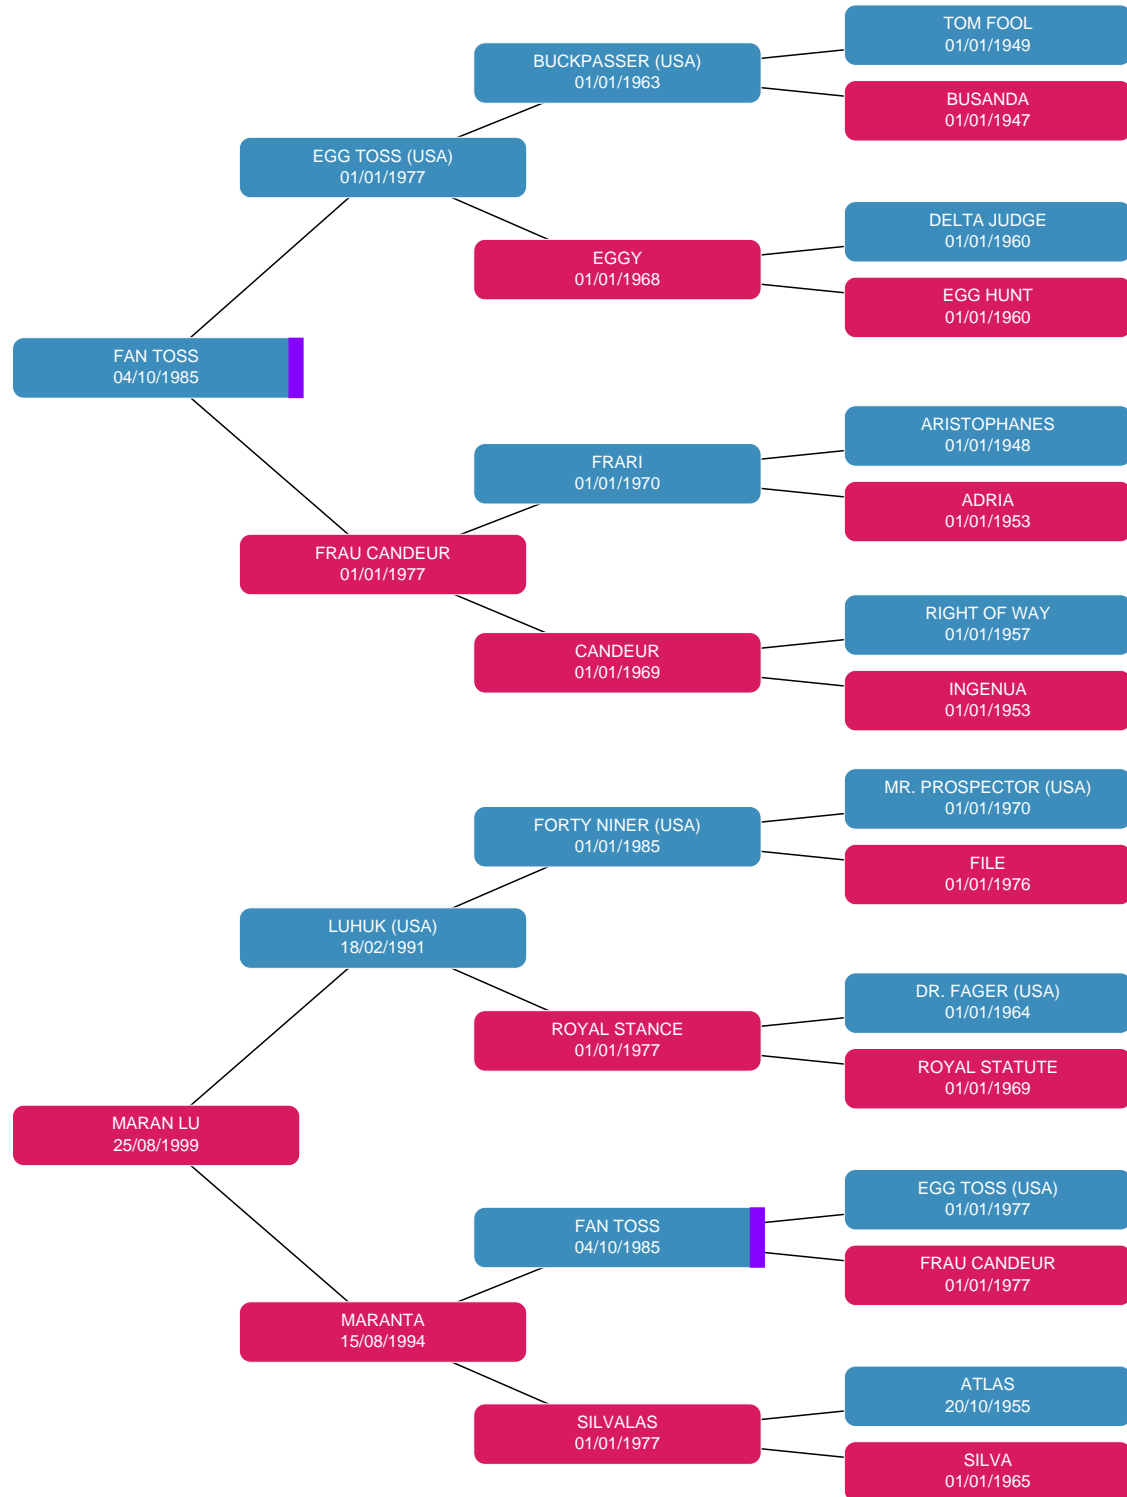 TOM FOOL
01/01/1949
BUCKPASSER (USA)
01/01/1963
BUSANDA
01/01/1947
EGG TOSS (USA)
01/01/1977
DELTA JUDGE
01/01/1960
EGGY
01/01/1968
EGG HUNT
01/01/1960
FAN TOSS
04/10/1985
ARISTOPHANES
01/01/1948
FRARI
01/01/1970
ADRIA
01/01/1953
FRAU CANDEUR
01/01/1977
RIGHT OF WAY
01/01/1957
CANDEUR
01/01/1969
INGENUA
01/01/1953
MR. PROSPECTOR (USA)
01/01/1970
FORTY NINER (USA)
01/01/1985
FILE
01/01/1976
LUHUK (USA)
18/02/1991
DR. FAGER (USA)
01/01/1964
ROYAL STANCE
01/01/1977
ROYAL STATUTE
01/01/1969
MARAN LU
25/08/1999
EGG TOSS (USA)
01/01/1977
FAN TOSS
04/10/1985
FRAU CANDEUR
01/01/1977
MARANTA
15/08/1994
ATLAS
20/10/1955
SILVALAS
01/01/1977
SILVA
01/01/1965